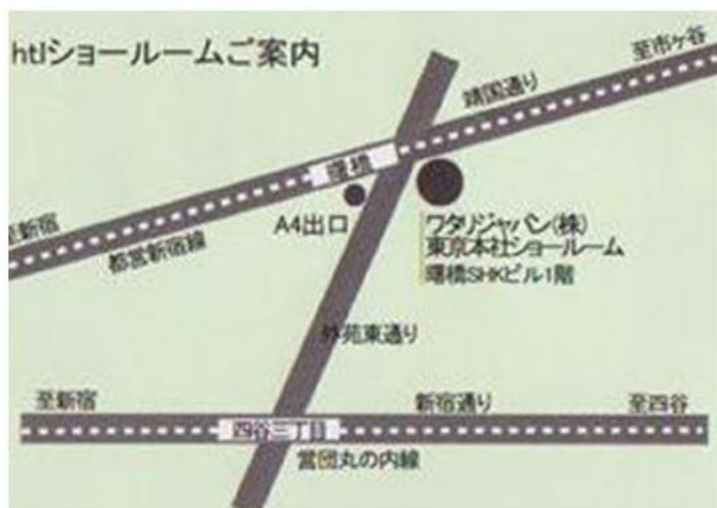 htlショールームご案内
至市ヶ谷
靖国通り
曙橋
A4出口
ワタリジャパン(株)
東京本社ショールーム
曙橋SHKビル1階
至新宿
都営新宿線
外苑東通り
至新宿
新宿通り
至四谷
四谷三丁目
営団丸の内線